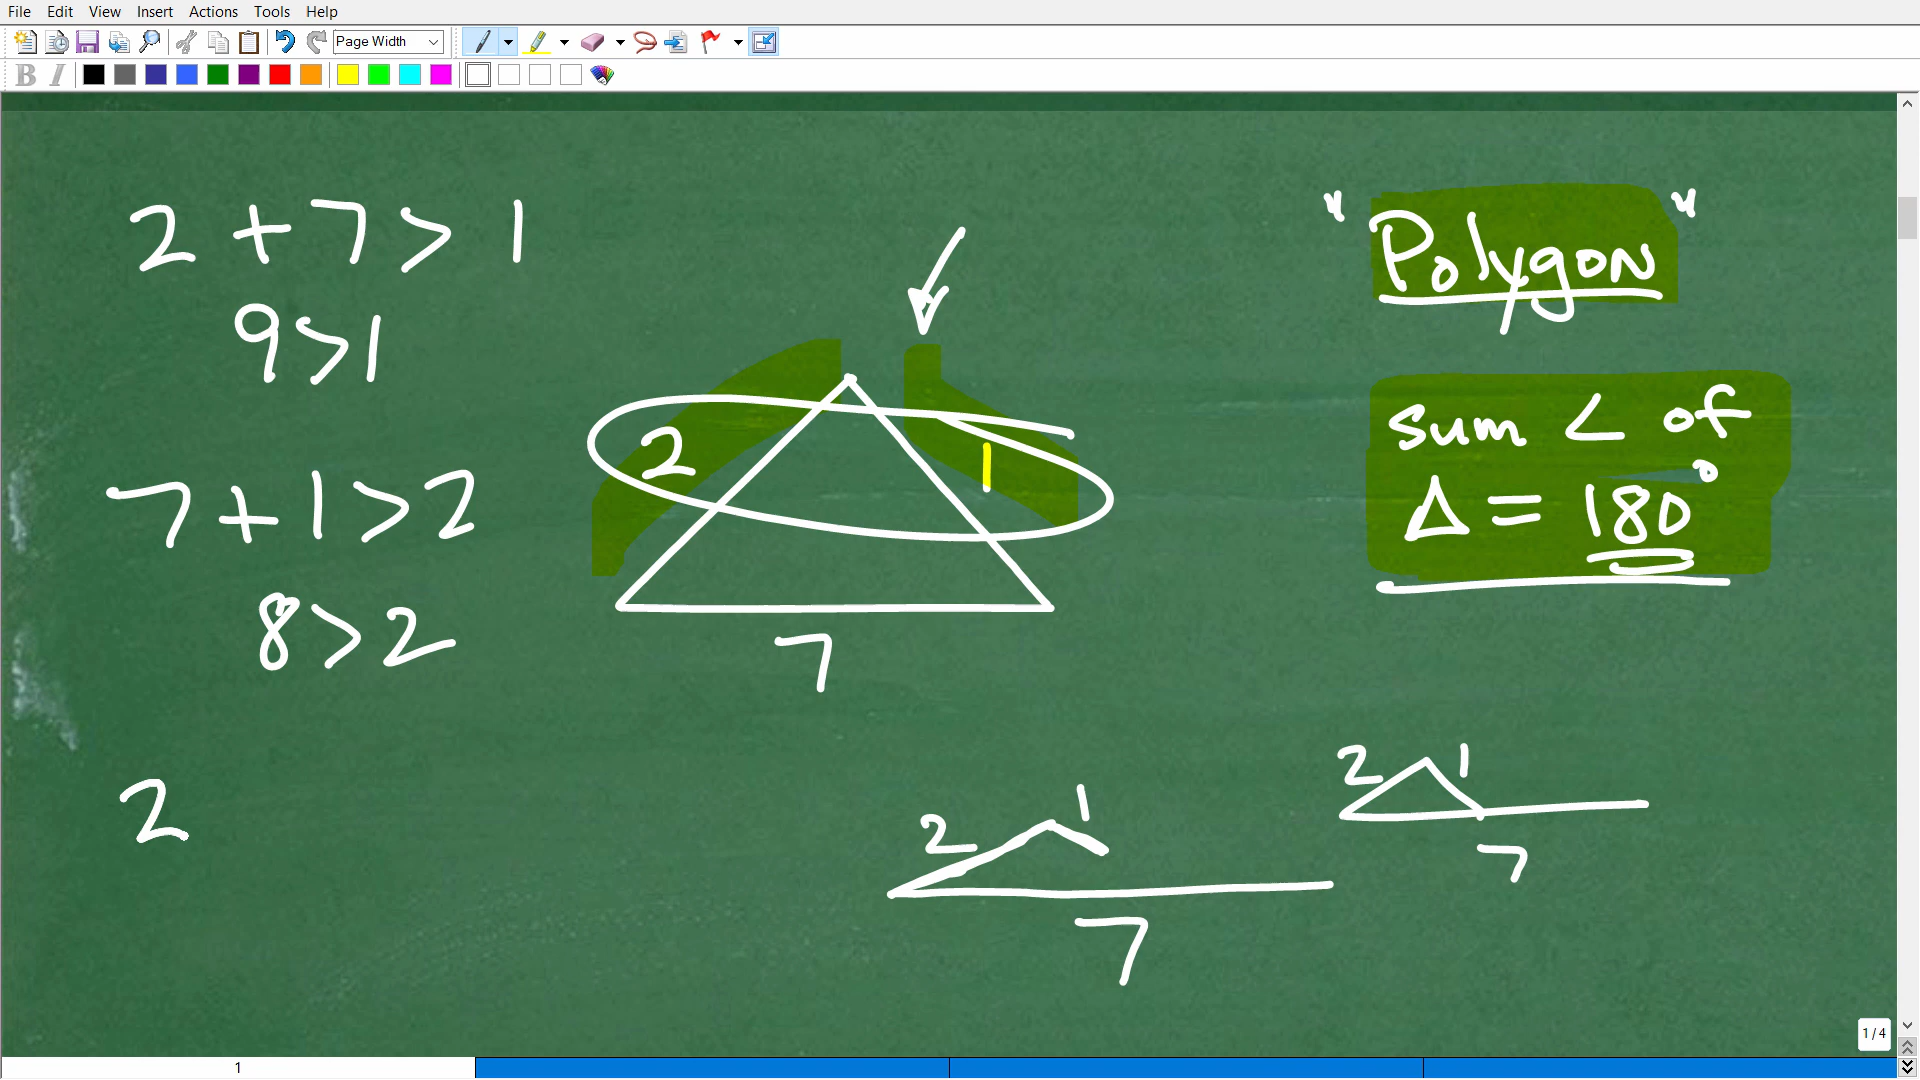 File Edit View Insert Actions Tools Help
Page Width
B I
2 + 7 > 1
9 > 1
7 + 1 > 2
8 > 2
2
2
1
7
"Polygon"
sum < of
Δ = 180°
2
1
7
2
1
7
1 / 4
1